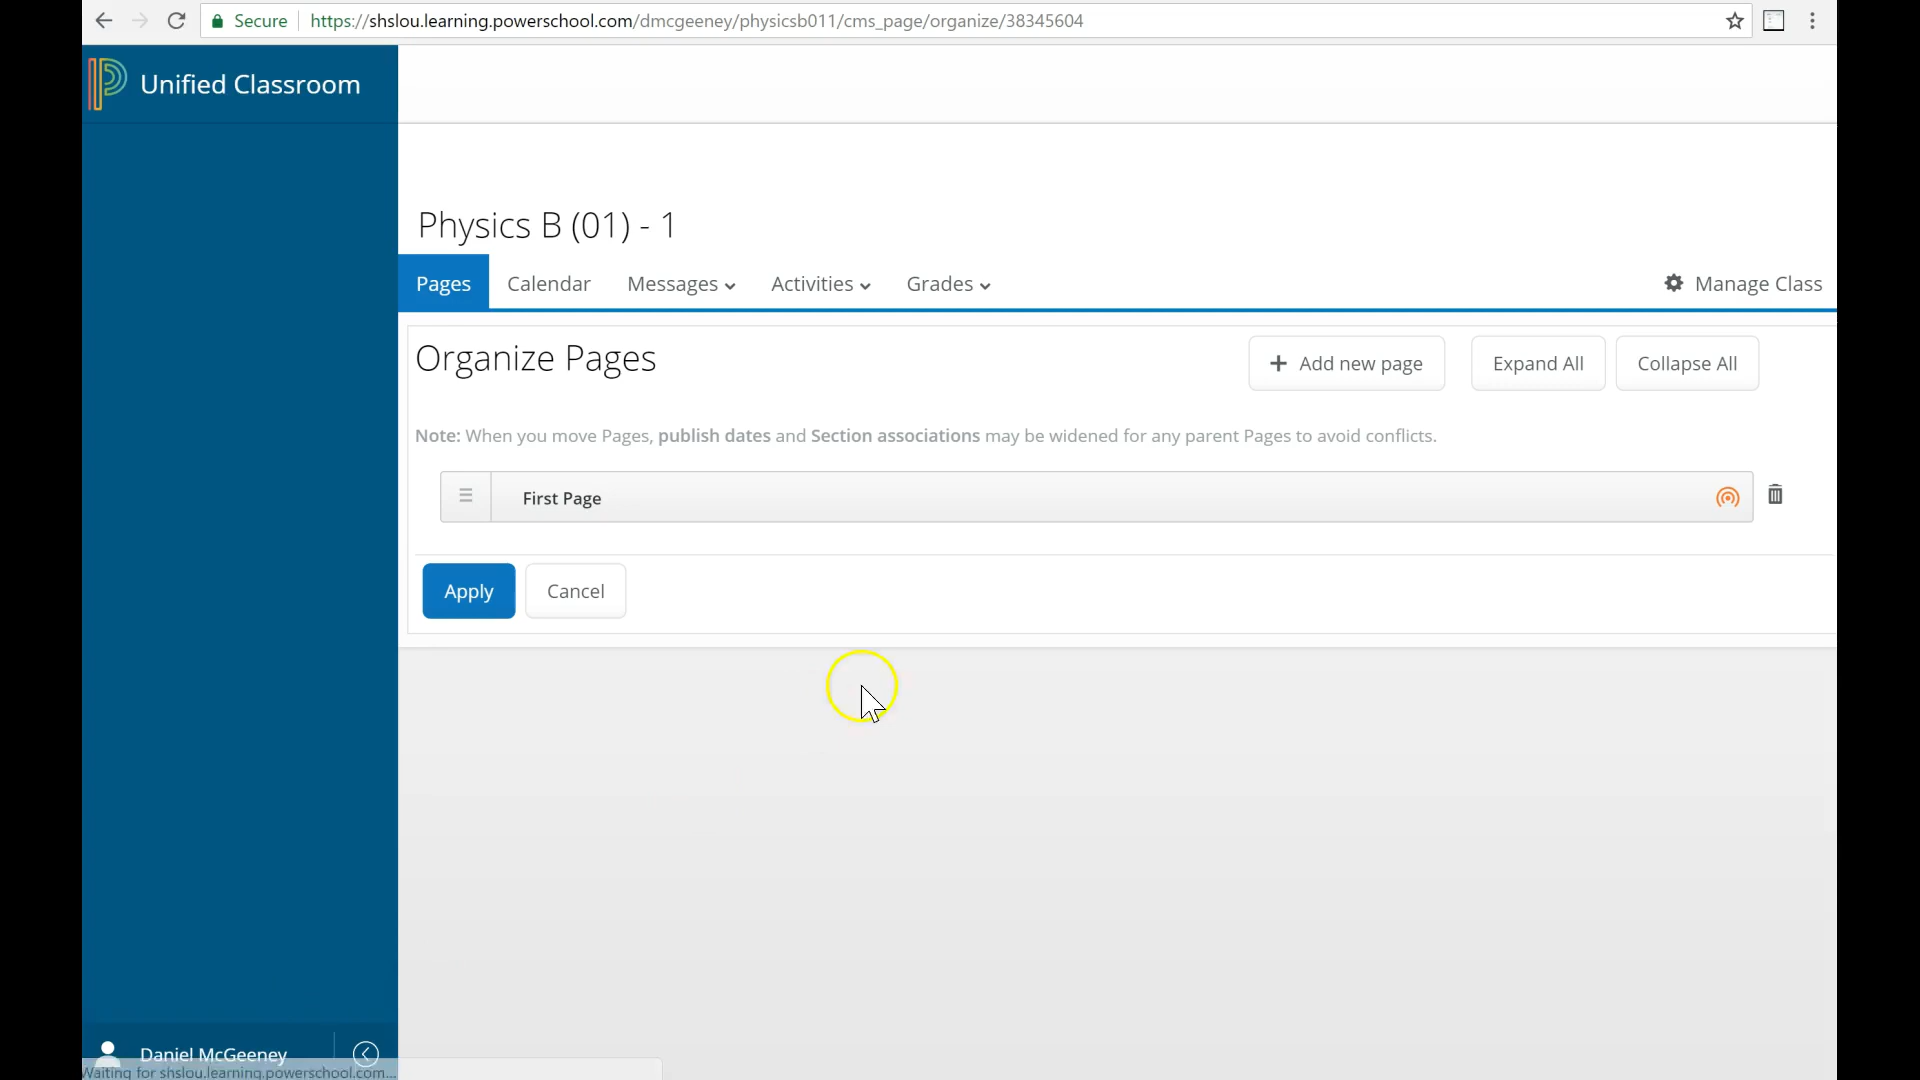 Secure https://shslou.learning.powerschool.com/dmcgeeney/physicsb011/cms_page/organize/38345604
Unified Classroom
Physics B (01) - 1
Pages Calendar Messages Activities Grades Manage Class
Organize Pages + Add new page Expand All Collapse All
Note: When you move Pages, publish dates and Section associations may be widened for any parent Pages to avoid conflicts.
First Page
Apply Cancel
Daniel McGeeney
Waiting for shslou.learning.powerschool.com...